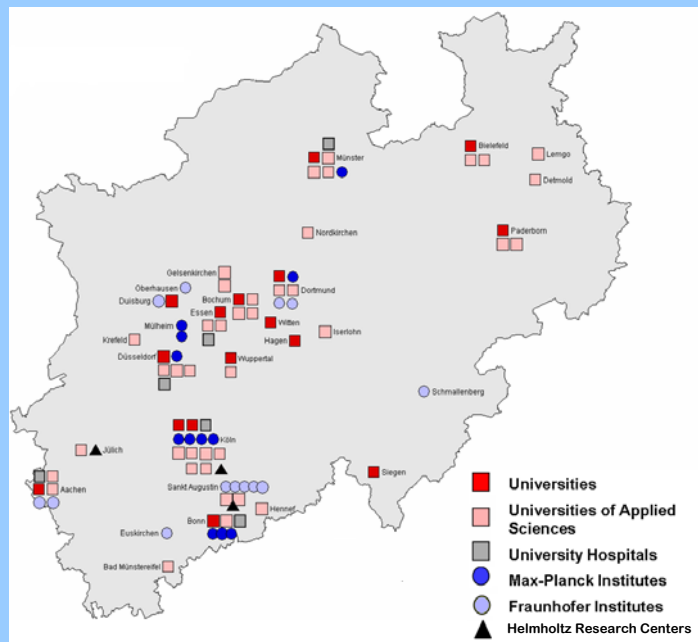 Münster
Bielefeld
Lemgo
Detmold
Nordkirchen
Paderborn
Gelsenkirchen
Oberhausen
Dortmund
Duisburg
Bochum
Essen
Witten
Mülheim
Iserlohn
Krefeld
Hagen
Düsseldorf
Wuppertal
Schmallenberg
Köln
Jülich
Siegen
Sankt Augustin
Aachen
Hennef
Bonn
Euskirchen
Bad Münstereifel
Universities
Universities of Applied
Sciences
University Hospitals
Max-Planck Institutes
Fraunhofer Institutes
Helmholtz Research Centers